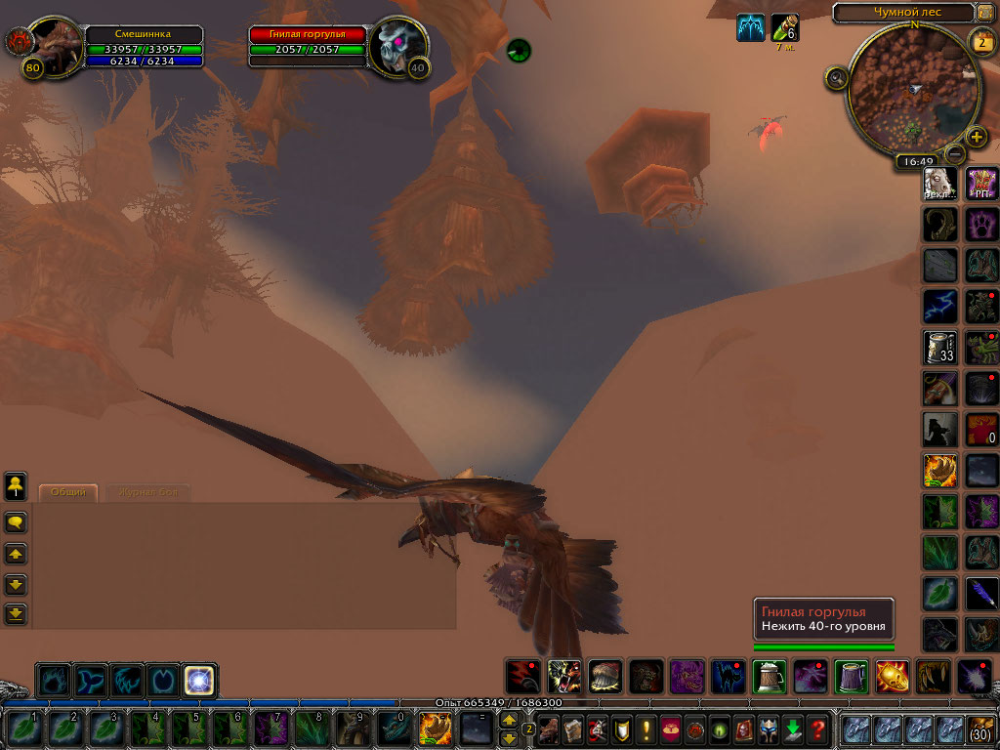 Смешинка
33957 / 33957
6234 / 6234
80
Гнилая горгулья
2057 / 2057
40
6
7 м.
Чумной лес
N
2
16:49
рекл...
РП-
33
0
Общий
Журнал боя
Гнилая горгулья
Нежить 40-го уровня
Опыт 665349 / 1686300
1
2
3
4
5
6
7
8
9
0
-
=
2
(30)